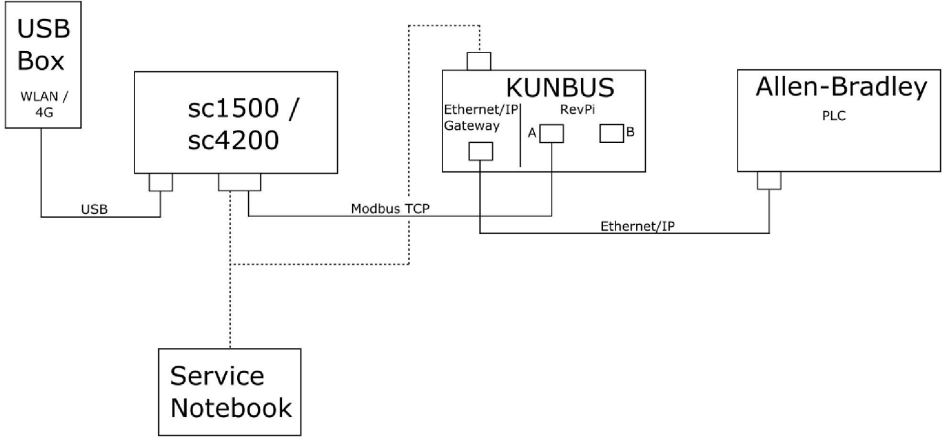 USB
Box
WLAN /
4G
sc1500 /
sc4200
KUNBUS
Ethernet/IP
Gateway
RevPi
A
B
Allen-Bradley
PLC
USB
Modbus TCP
Ethernet/IP
Service
Notebook